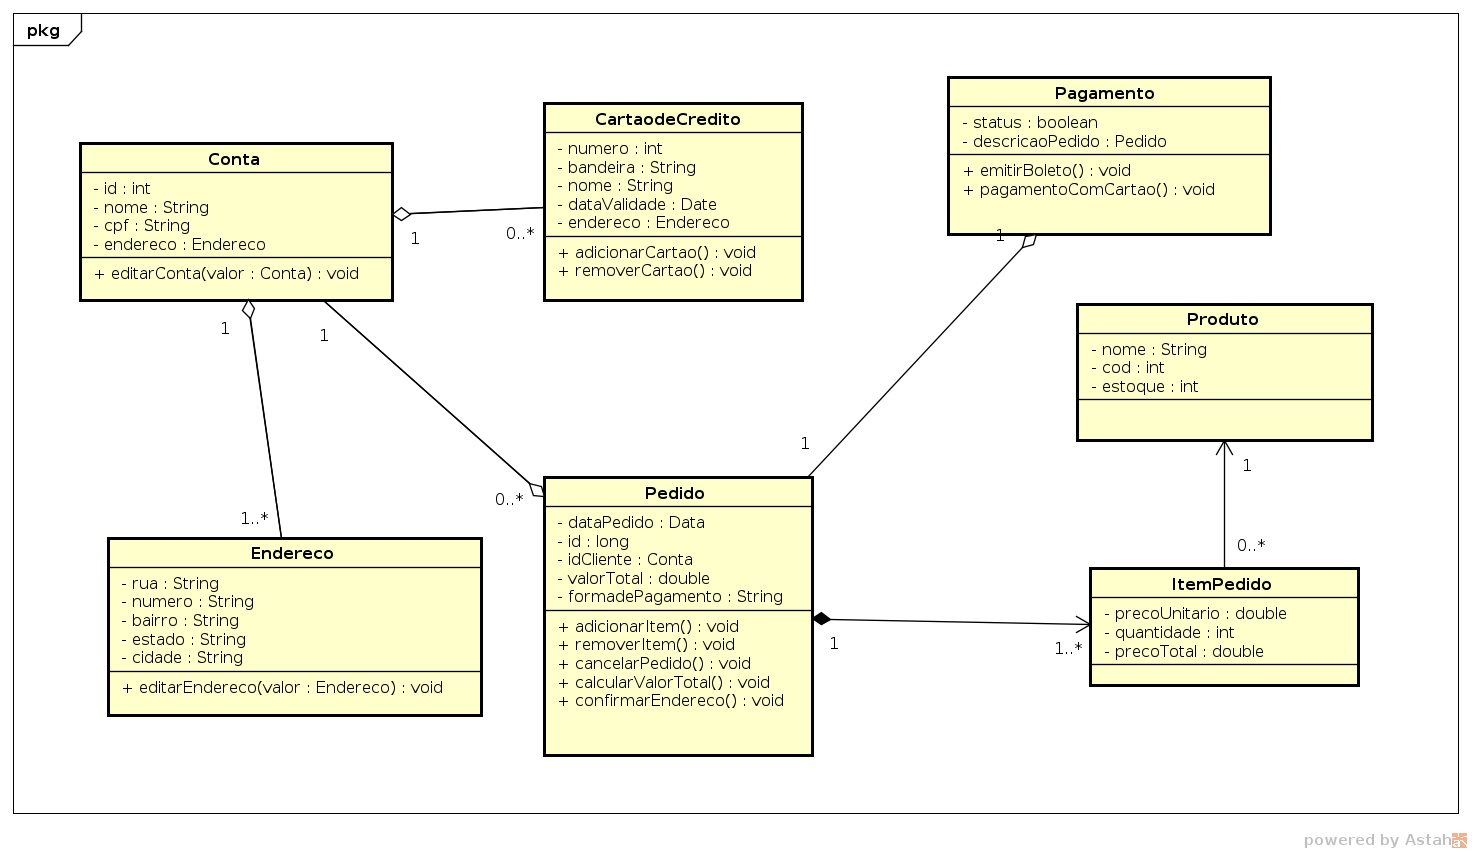 pkg
Conta
- id : int
- nome : String
- cpf : String
- endereco : Endereco
+ editarConta(valor : Conta) : void
1
0..*
CartaodeCredito
- numero : int
- bandeira : String
- nome : String
- dataValidade : Date
- endereco : Endereco
+ adicionarCartao() : void
+ removerCartao() : void
Pagamento
- status : boolean
- descricaoPedido : Pedido
+ emitirBoleto() : void
+ pagamentoComCartao() : void
1
1
Produto
- nome : String
- cod : int
- estoque : int
1
0..*
1
1..*
1
0..*
Endereco
- rua : String
- numero : String
- bairro : String
- estado : String
- cidade : String
+ editarEndereco(valor : Endereco) : void
Pedido
- dataPedido : Data
- id : long
- idCliente : Conta
- valorTotal : double
- formadePagamento : String
+ adicionarItem() : void
+ removerItem() : void
+ cancelarPedido() : void
+ calcularValorTotal() : void
+ confirmarEndereco() : void
1
1..*
ItemPedido
- precoUnitario : double
- quantidade : int
- precoTotal : double
powered by Astah